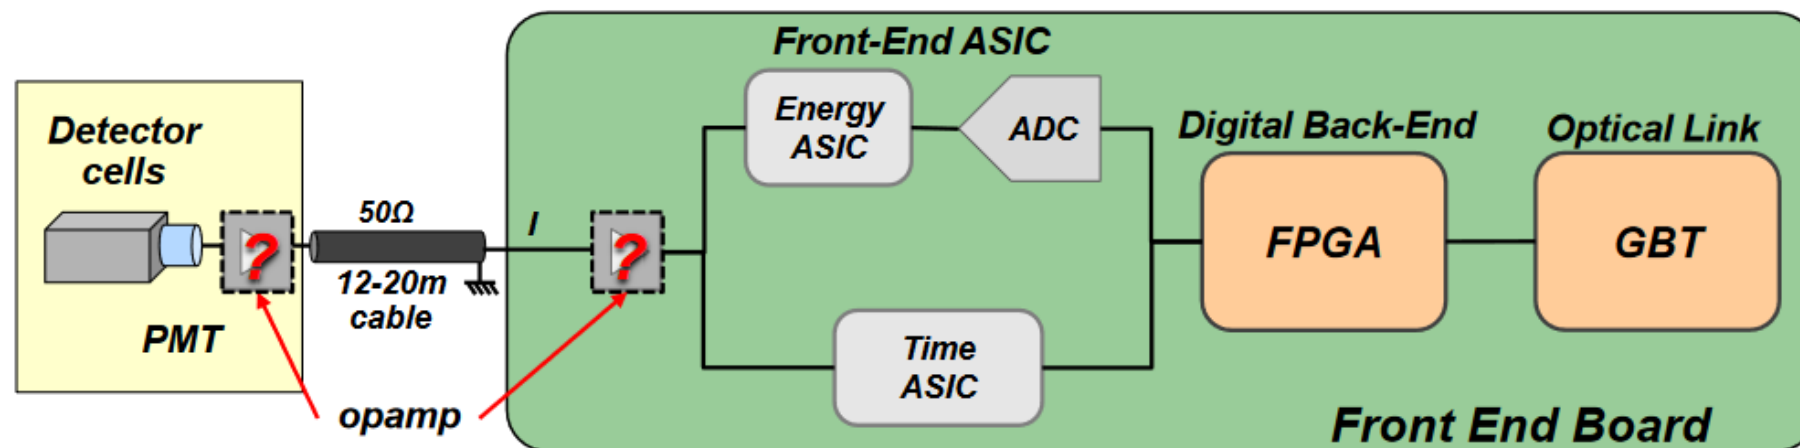 Front-End ASIC
Detector
cells
PMT
?
opamp
50Ω
12-20m
cable
I
?
Energy
ASIC
ADC
Time
ASIC
Digital Back-End
FPGA
Optical Link
GBT
Front End Board